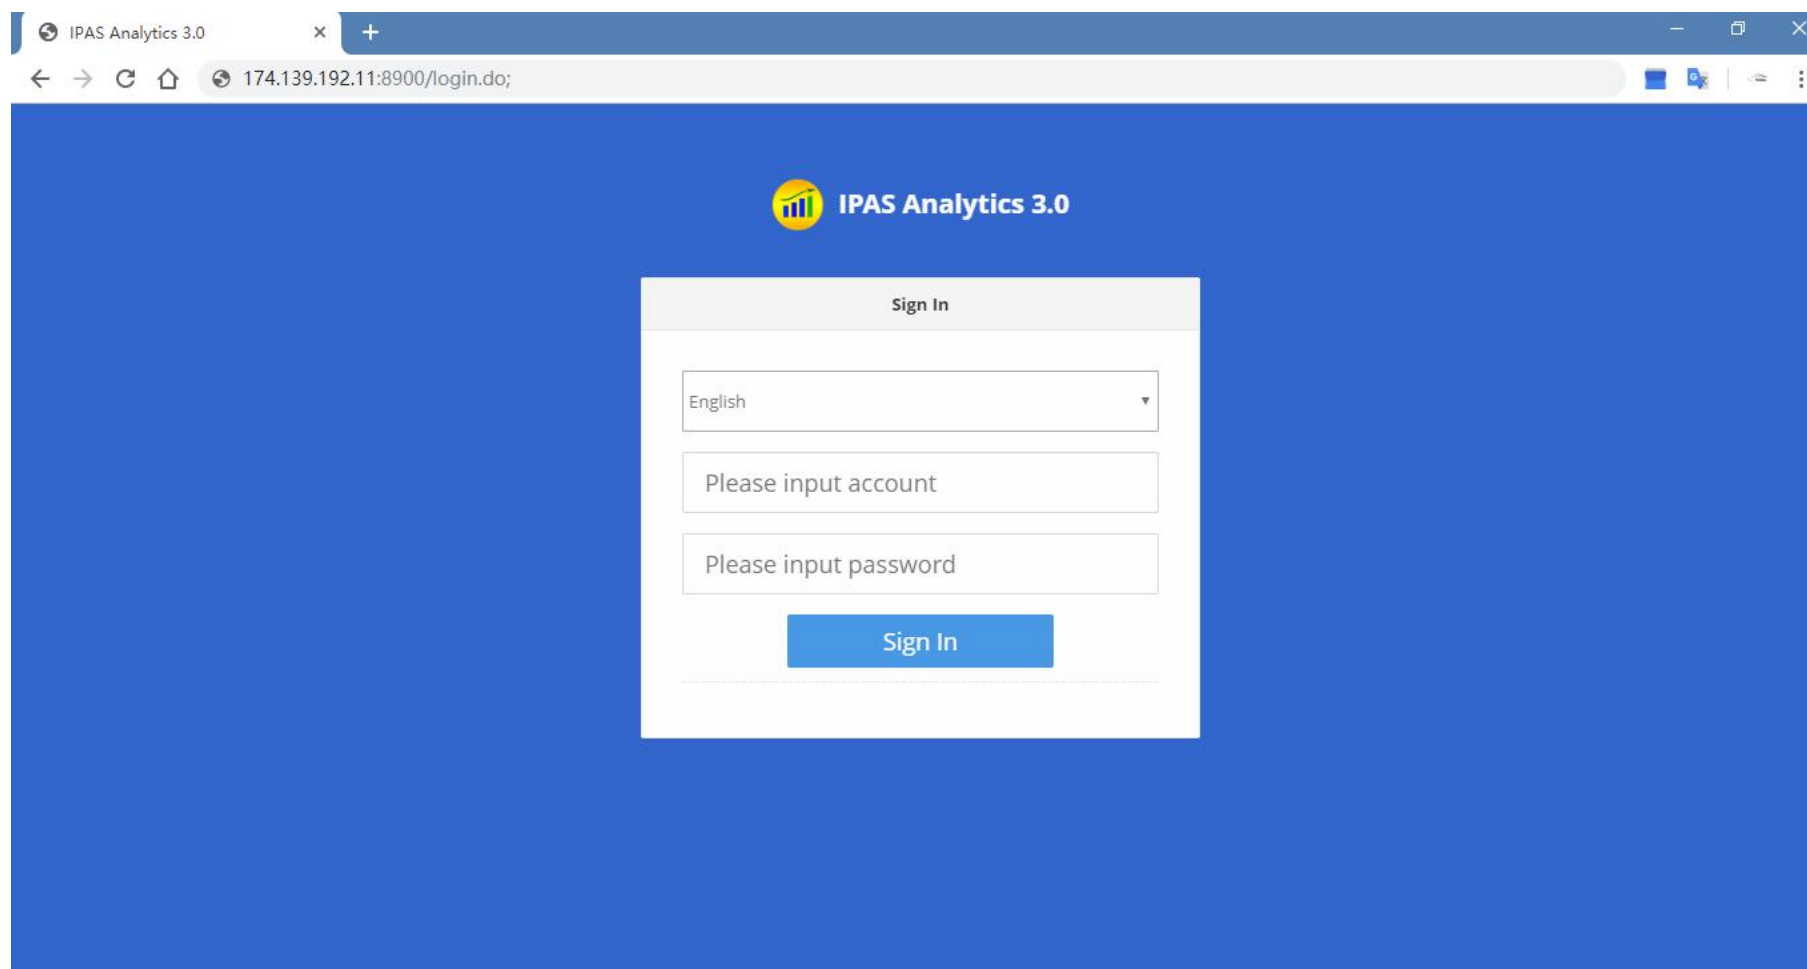 IPAS Analytics 3.0
174.139.192.11:8900/login.do;
IPAS Analytics 3.0
Sign In
English
Please input account
Please input password
Sign In